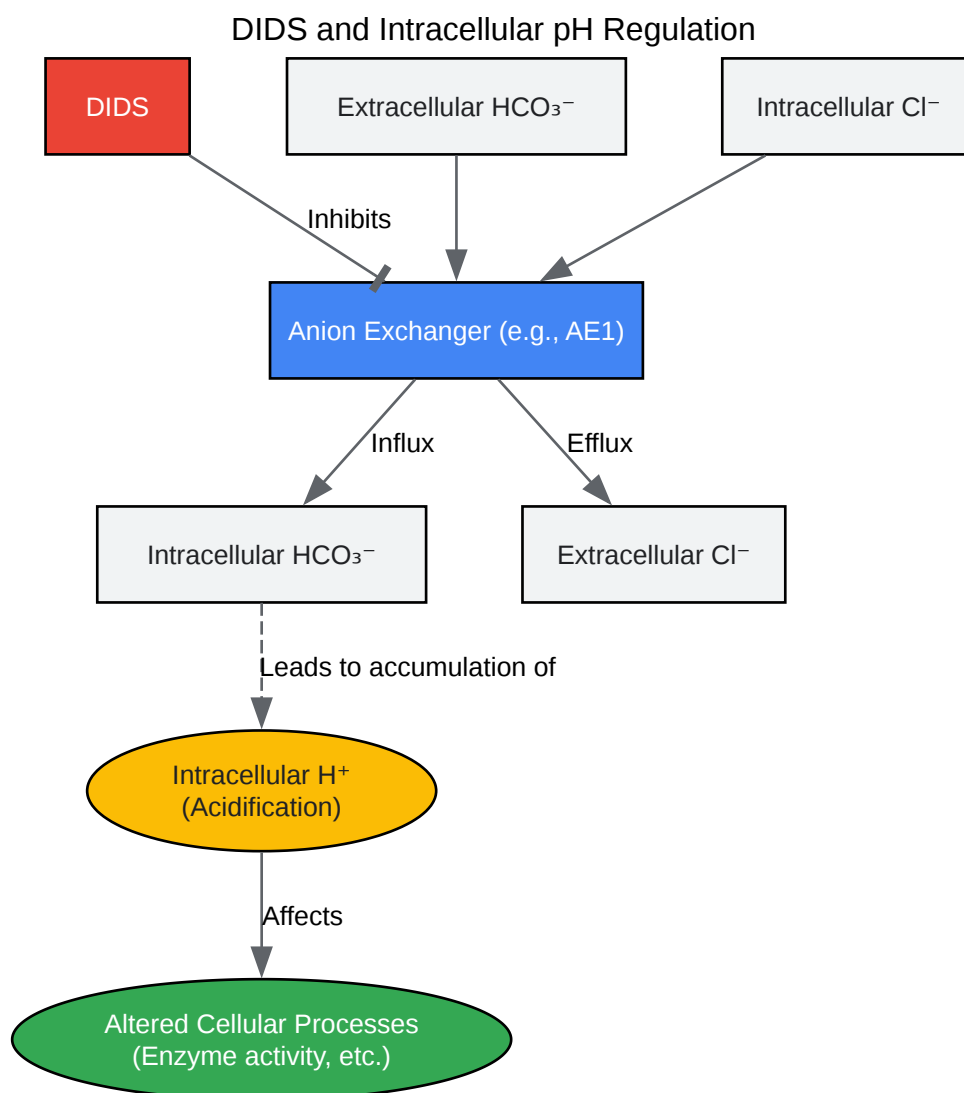 DIDS and Intracellular pH Regulation
DIDS
Extracellular HCO₃⁻
Intracellular Cl⁻
Inhibits
Anion Exchanger (e.g., AE1)
Influx
Efflux
Intracellular HCO₃⁻
Extracellular Cl⁻
Leads to accumulation of
Intracellular H⁺
(Acidification)
Affects
Altered Cellular Processes
(Enzyme activity, etc.)